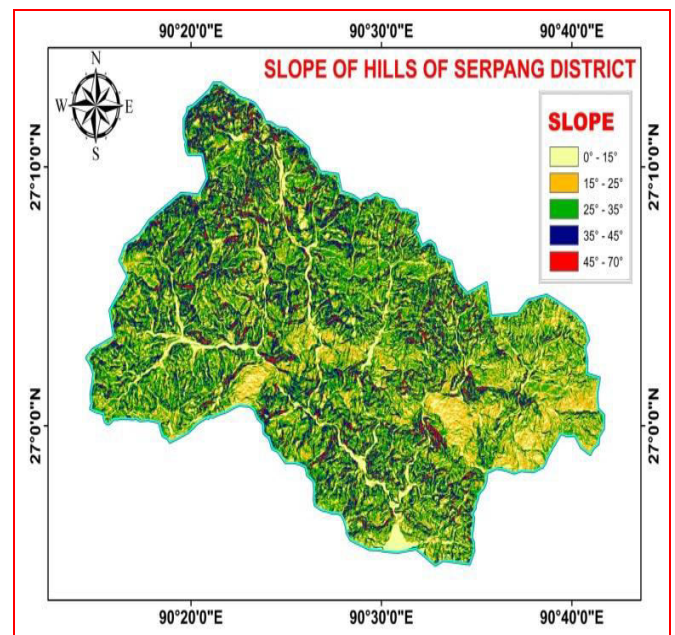 90°20'0"E 90°30'0"E 90°40'0"E
SLOPE OF HILLS OF SERPANG DISTRICT
N
W E
S
SLOPE
0° - 15°
15° - 25°
25° - 35°
35° - 45°
45° - 70°
27°10'0"N 27°10'0"N
27°0'0"N 27°0'0"N
90°20'0"E 90°30'0"E 90°40'0"E